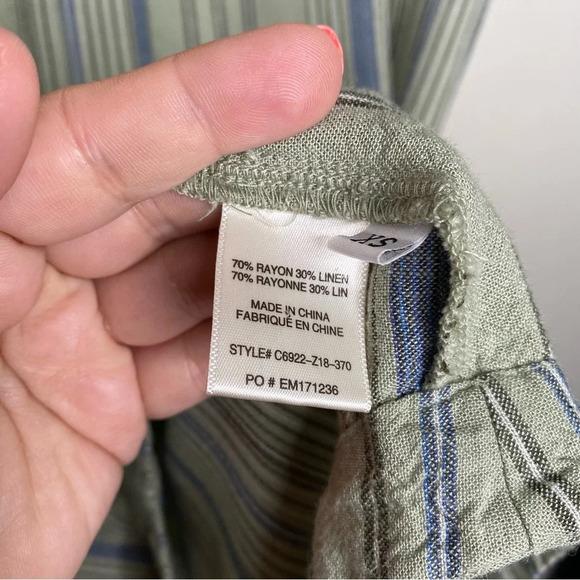 XS
70% RAYON 30% LINEN
70% RAYONNE 30% LIN
MADE IN CHINA
FABRIQUÉ EN CHINE
STYLE# C6922-Z18-370
PO # EM171236